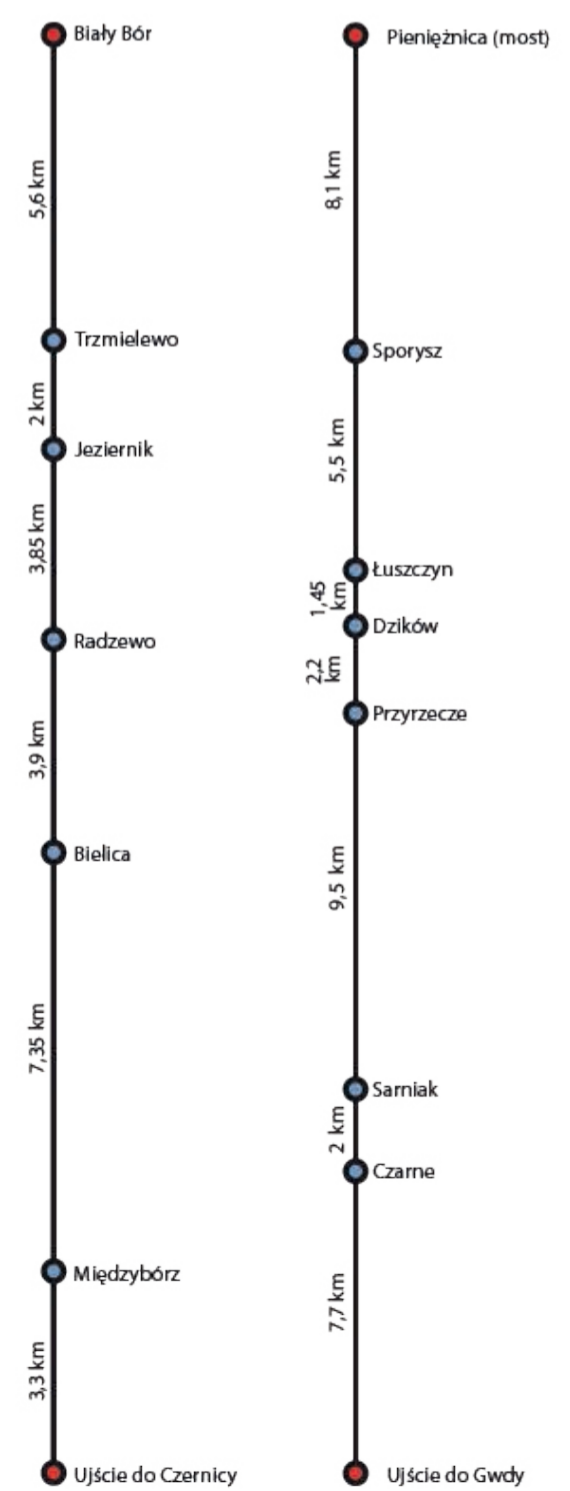 Biały Bór
5,6 km
Trzmielewo
2 km
Jeziernik
3,85 km
Radzewo
3,9 km
Bielica
7,35 km
Międzybórz
3,3 km
Ujście do Czernicy
Pieniężnica (most)
8,1 km
Sporysz
5,5 km
Łuszczyn
1,45
km
Dzików
2,2
km
Przyrzecze
9,5 km
Sarniak
2 km
Czarne
7,7 km
Ujście do Gwdy